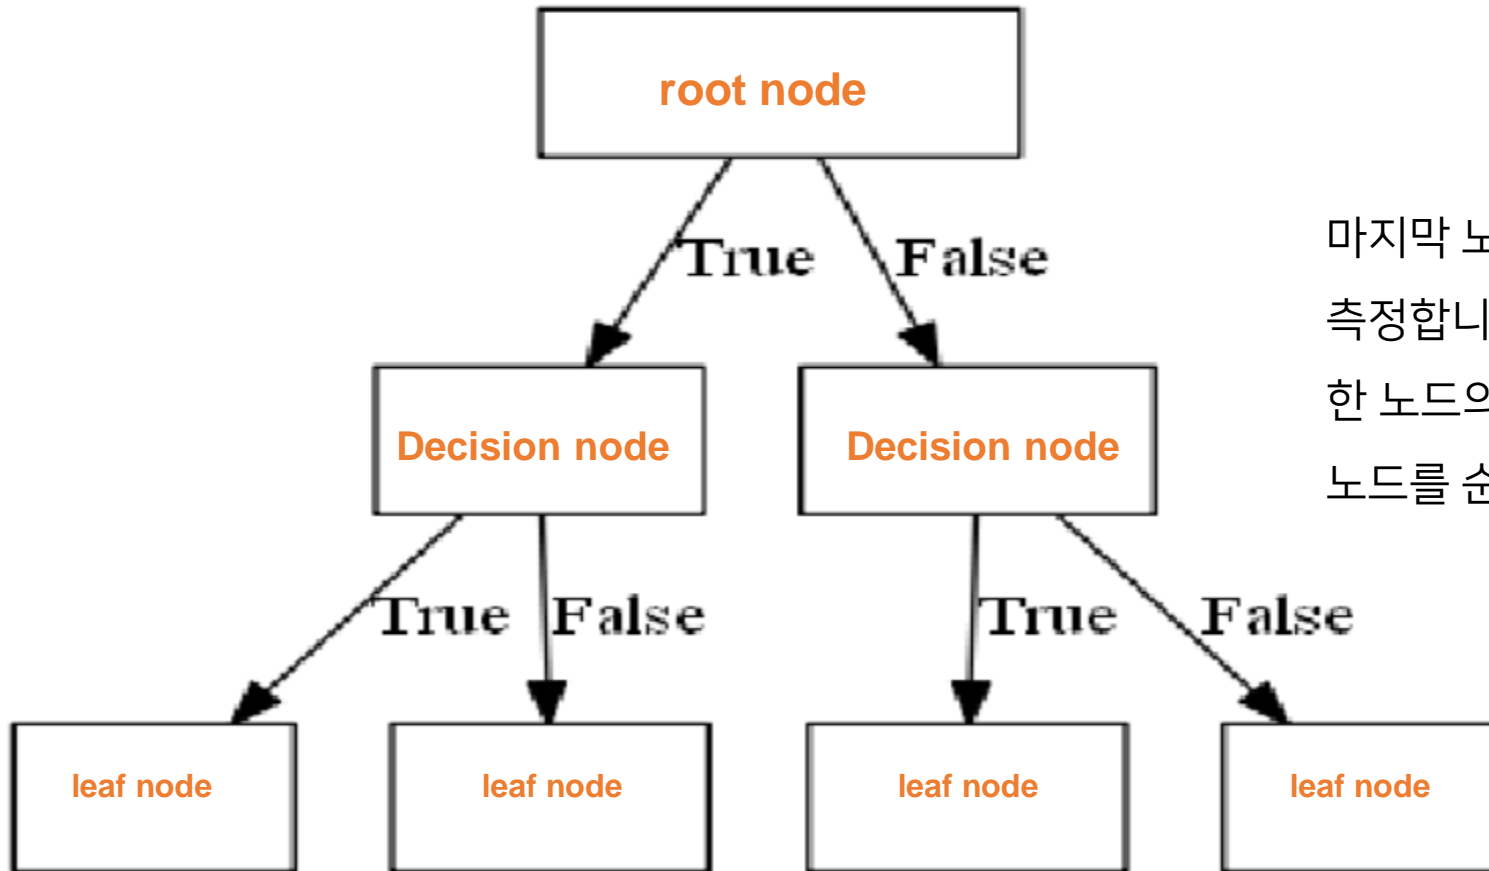 root node
True False
마지막
측정합니
한 노드의
Decision node Decision node
노드를
True False True False
leaf node leaf node leaf node leaf node